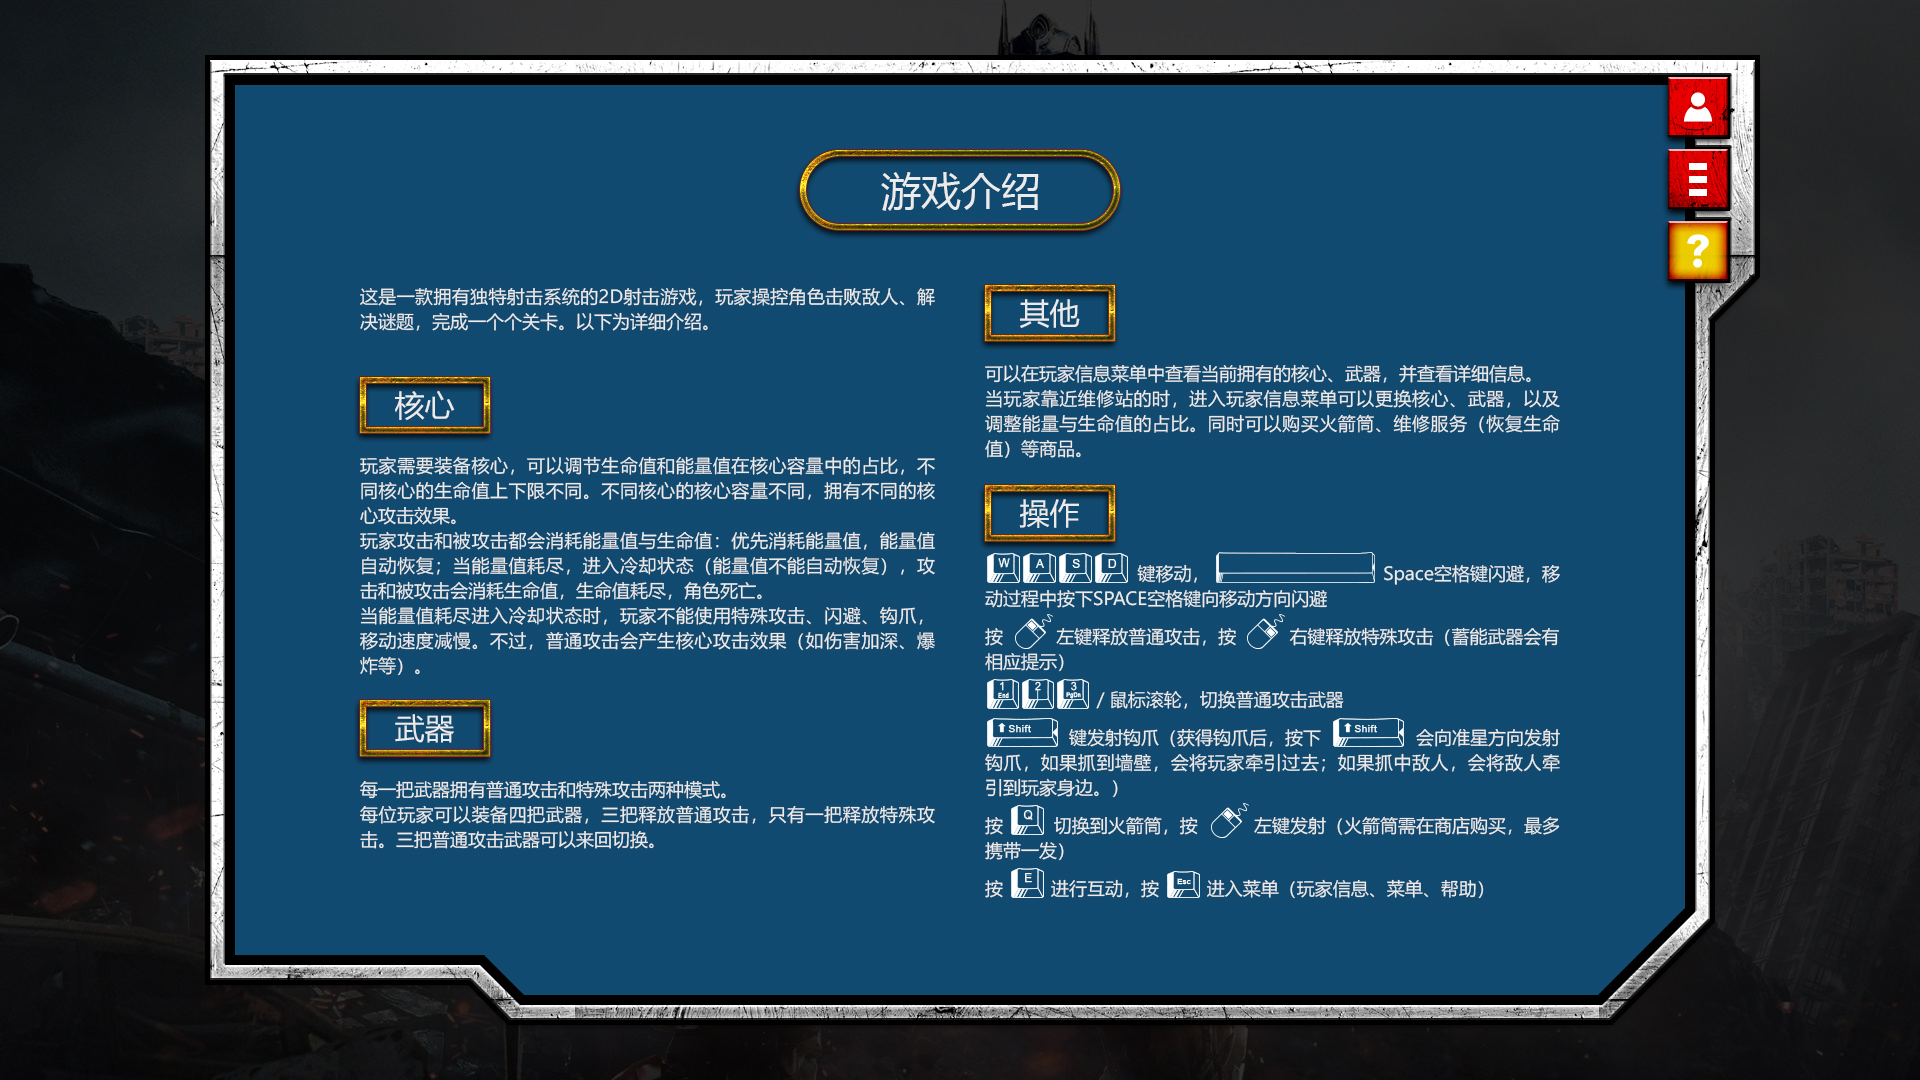 游戏介绍
这是一款拥有独特射击系统的2D射击游戏，玩家操控角色击败敌人、解
决谜题，完成一个个关卡。以下为详细介绍。
核心
玩家需要装备核心，可以调节生命值和能量值在核心容量中的占比，不
同核心的生命值上下限不同。不同核心的核心容量不同，拥有不同的核
心攻击效果。
玩家攻击和被攻击都会消耗能量值与生命值：优先消耗能量值，能量值
自动恢复；当能量值耗尽，进入冷却状态（能量值不能自动恢复），攻
击和被攻击会消耗生命值，生命值耗尽，角色死亡。
当能量值耗尽进入冷却状态时，玩家不能使用特殊攻击、闪避、钩爪，
移动速度减慢。不过，普通攻击会产生核心攻击效果（如伤害加深、爆
炸等）。
武器
每一把武器拥有普通攻击和特殊攻击两种模式。
每位玩家可以装备四把武器，三把释放普通攻击，只有一把释放特殊攻
击。三把普通攻击武器可以来回切换。
其他
可以在玩家信息菜单中查看当前拥有的核心、武器，并查看详细信息。
当玩家靠近维修站的时，进入玩家信息菜单可以更换核心、武器，以及
调整能量与生命值的占比。同时可以购买火箭筒、维修服务（恢复生命
值）等商品。
操作
W A S D 键移动， Space空格键闪避，移
动过程中按下SPACE空格键向移动方向闪避
按 左键释放普通攻击，按 右键释放特殊攻击（蓄能武器会有
相应提示）
1 End 2 ↓ 3 PgDn / 鼠标滚轮，切换普通攻击武器
⬆ Shift 键发射钩爪（获得钩爪后，按下 ⬆ Shift 会向准星方向发射
钩爪，如果抓到墙壁，会将玩家牵引过去；如果抓中敌人，会将敌人牵
引到玩家身边。）
按 Q 切换到火箭筒，按 左键发射（火箭筒需在商店购买，最多
携带一发）
按 E 进行互动，按 Esc 进入菜单（玩家信息、菜单、帮助）
?